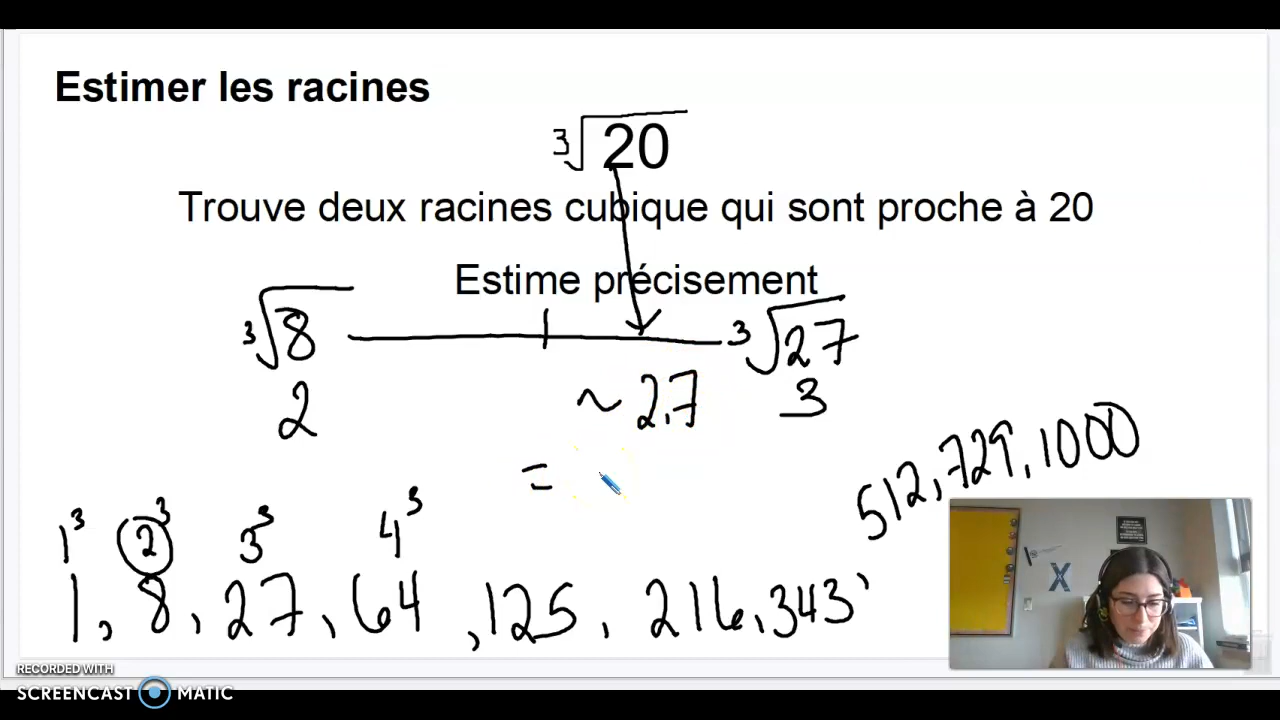 Estimer les racines
∛20
Trouve deux racines cubique qui sont proche à 20
Estime précisement
∛8 ∛27
2 ~2.7 3
=
1³ 2³ 3³ 4³
1, 8, 27, 64, 125, 216, 343, 512, 729, 1000
RECORDED WITH
SCREENCAST MATIC